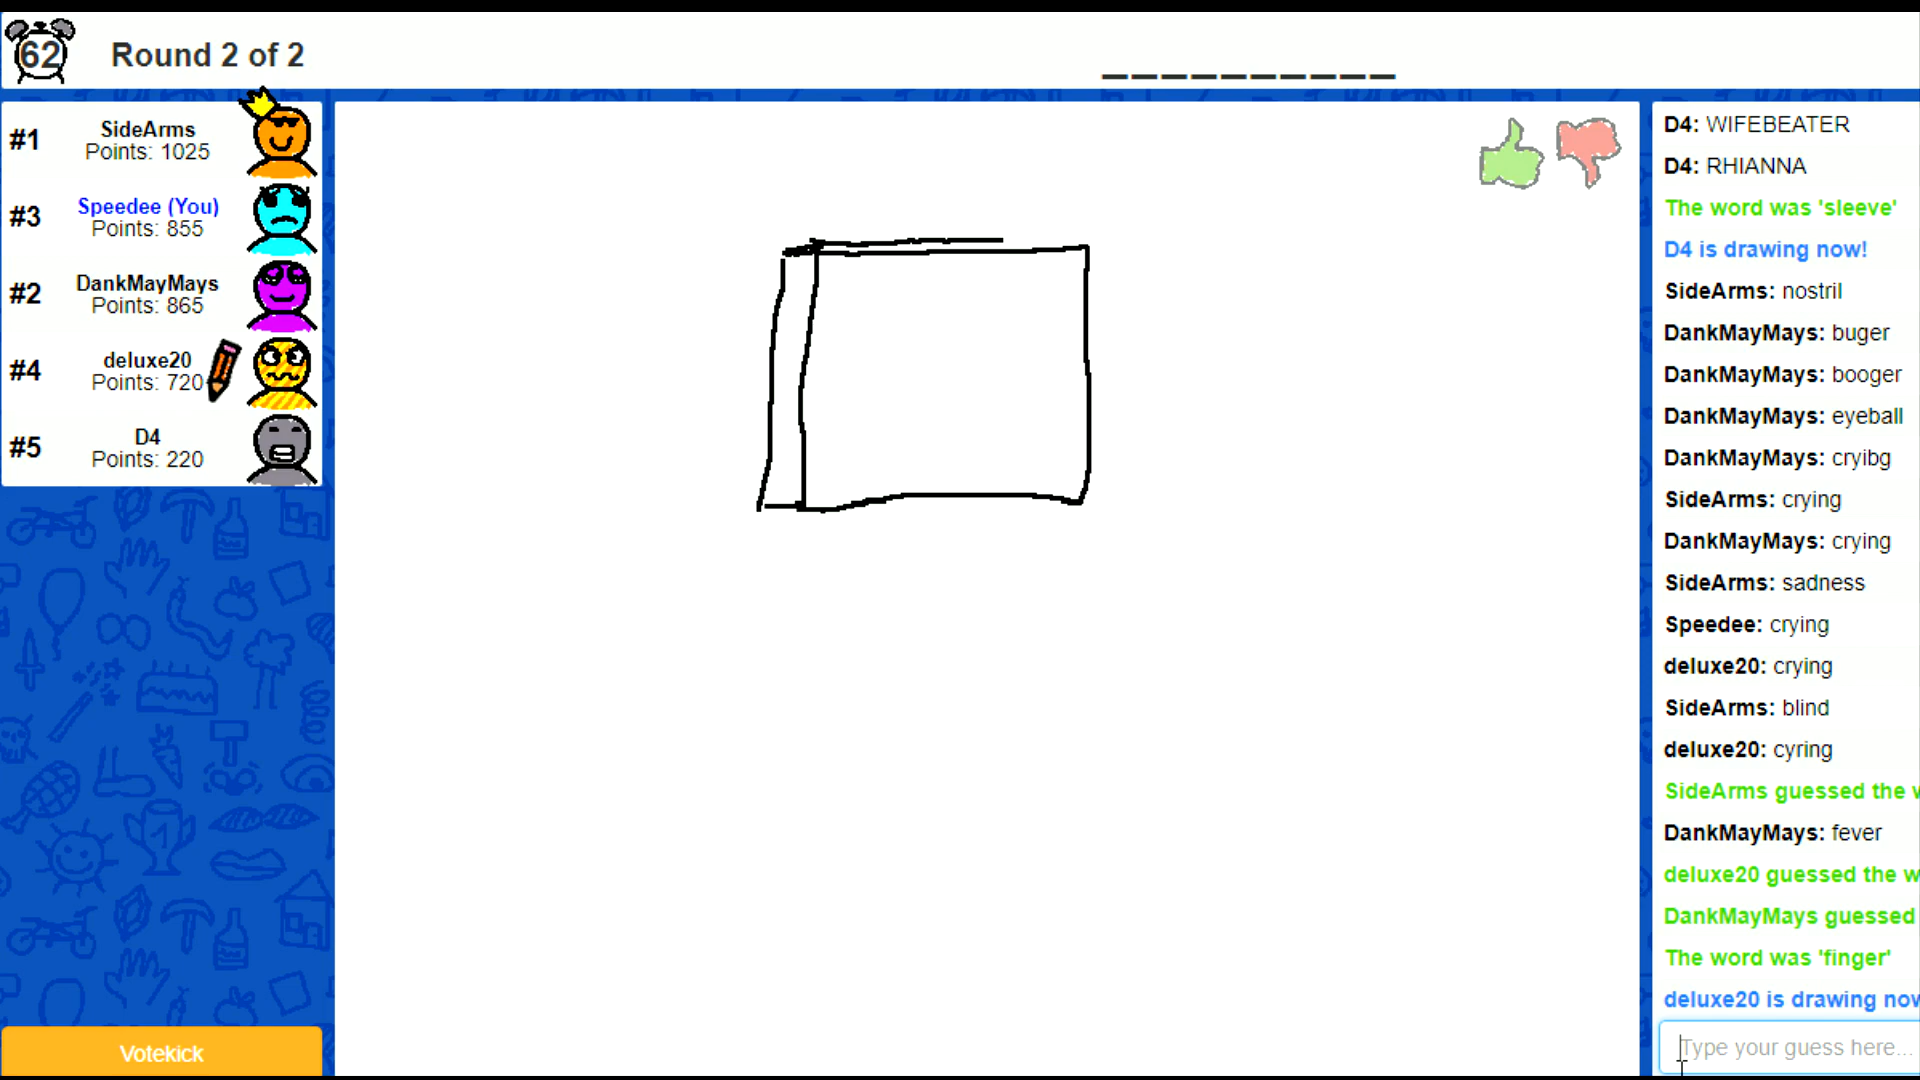 62
Round 2 of 2
__________
#1
SideArms
Points: 1025
#3
Speedee (You)
Points: 855
#2
DankMayMays
Points: 865
#4
deluxe20
Points: 720
#5
D4
Points: 220
Votekick
D4: WIFEBEATER
D4: RHIANNA
The word was 'sleeve'
D4 is drawing now!
SideArms: nostril
DankMayMays: buger
DankMayMays: booger
DankMayMays: eyeball
DankMayMays: cryibg
SideArms: crying
DankMayMays: crying
SideArms: sadness
Speedee: crying
deluxe20: crying
SideArms: blind
deluxe20: cyring
SideArms guessed the
DankMayMays: fever
deluxe20 guessed the
DankMayMays guessed
The word was 'finger'
deluxe20 is drawing now
Type your guess here...